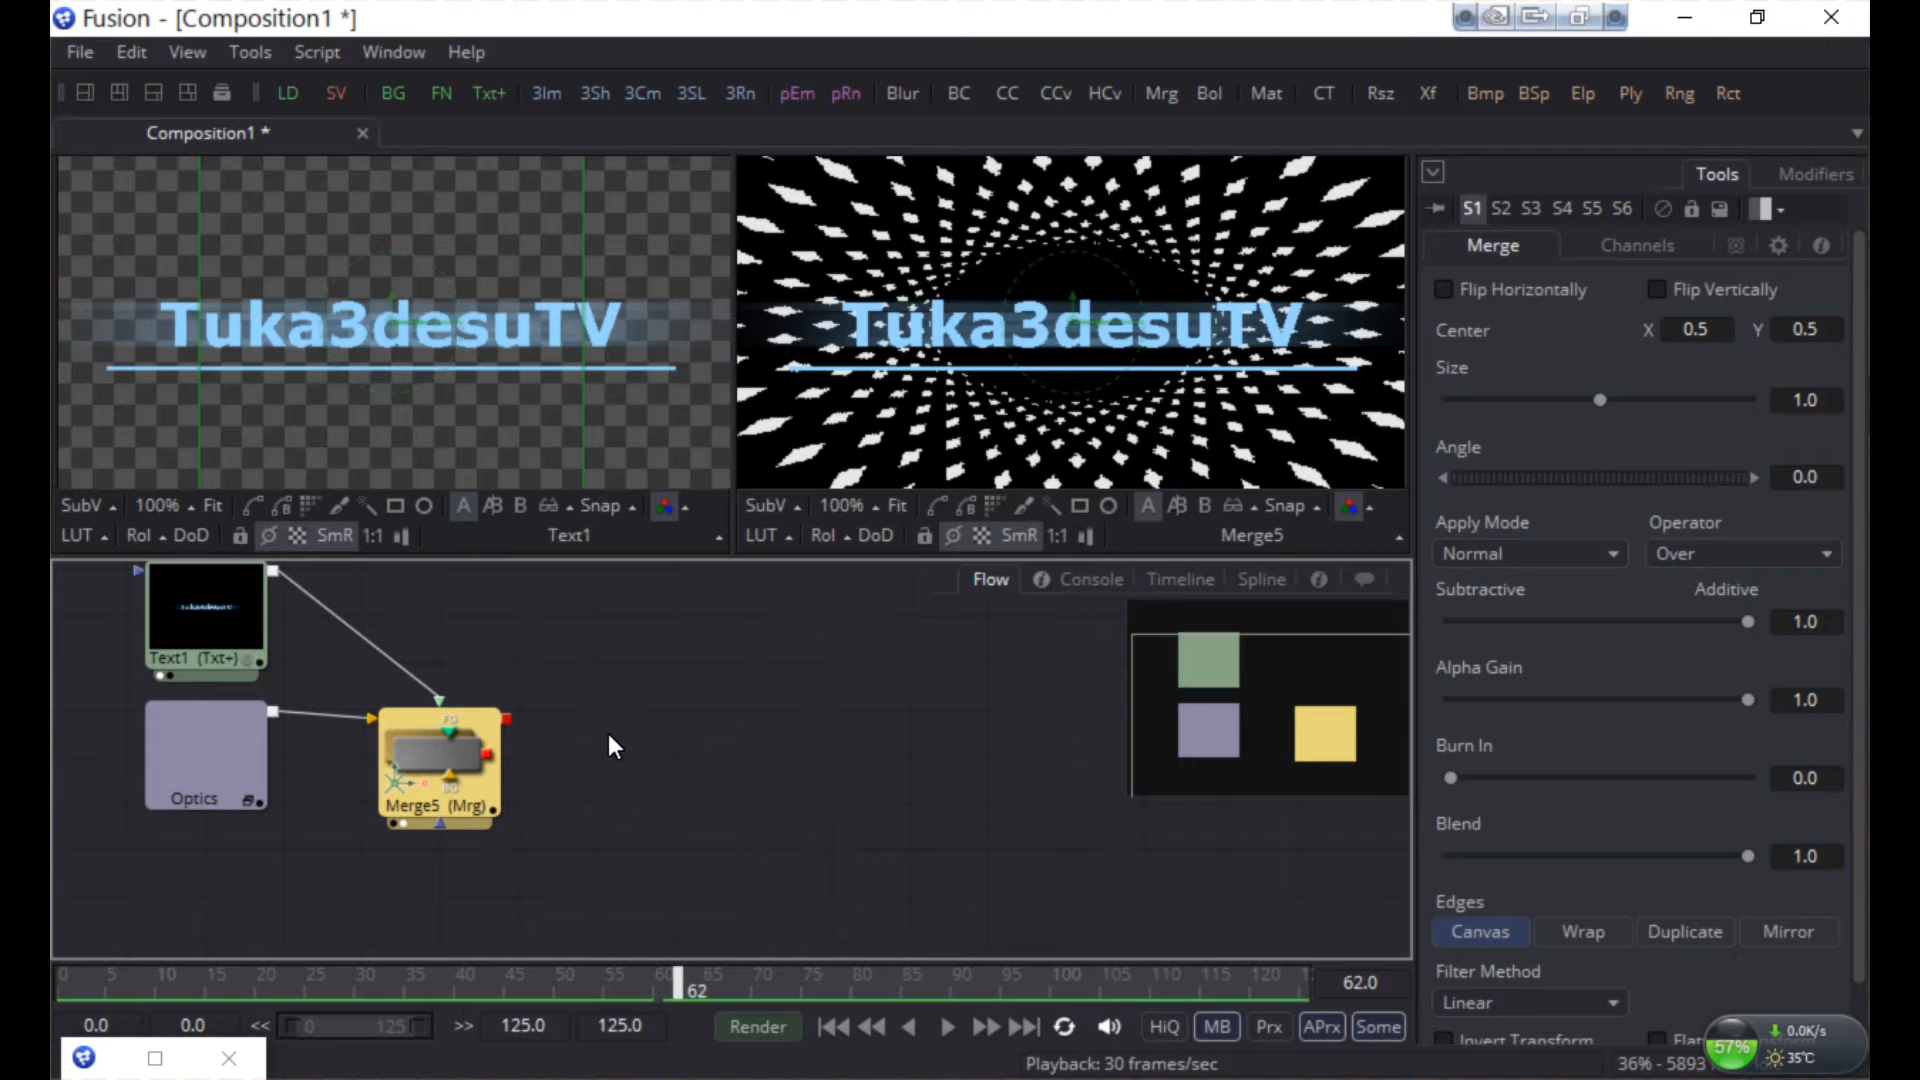 Fusion - [Composition1 *]
File Edit View Tools Script Window Help
LD SV BG FN Txt+ 3Im 3Sh 3Cm 3SL 3Rn pEm pRn Blur BC CC CCv HCv Mrg Bol Mat CT Rsz Xf Bmp BSp Elp Ply Rng Rct
Composition1 *
Tools Modifiers
S1 S2 S3 S4 S5 S6
Merge Channels
Flip Horizontally Flip Vertically
Center X 0.5 Y 0.5
Size
1.0
Angle
0.0
Apply Mode Operator
Normal Over
Subtractive Additive
1.0
Alpha Gain
1.0
Burn In
0.0
Blend
1.0
Edges
Canvas Wrap Duplicate Mirror
Filter Method
Linear
Invert Transform
Tuka3desuTV
Tuka3desuTV
SubV 100% Fit A A|B B Snap
LUT RoI DoD SmR 1:1 Text1
SubV 100% Fit A A|B B Snap
LUT RoI DoD SmR 1:1 Merge5
Flow Console Timeline Spline
Tuka3desuTV
Text1 (Txt+)
Optics
FG
BG
Merge5 (Mrg)
0 5 10 15 20 25 30 35 40 45 50 55 60 65 70 75 80 85 90 95 100 105 110 115 120
62
62.0
0.0 0.0 << 0 125 >> 125.0 125.0 Render HiQ MB Prx APrx Some
Playback: 30 frames/sec
36% - 5893
57%
0.0K/s
35℃